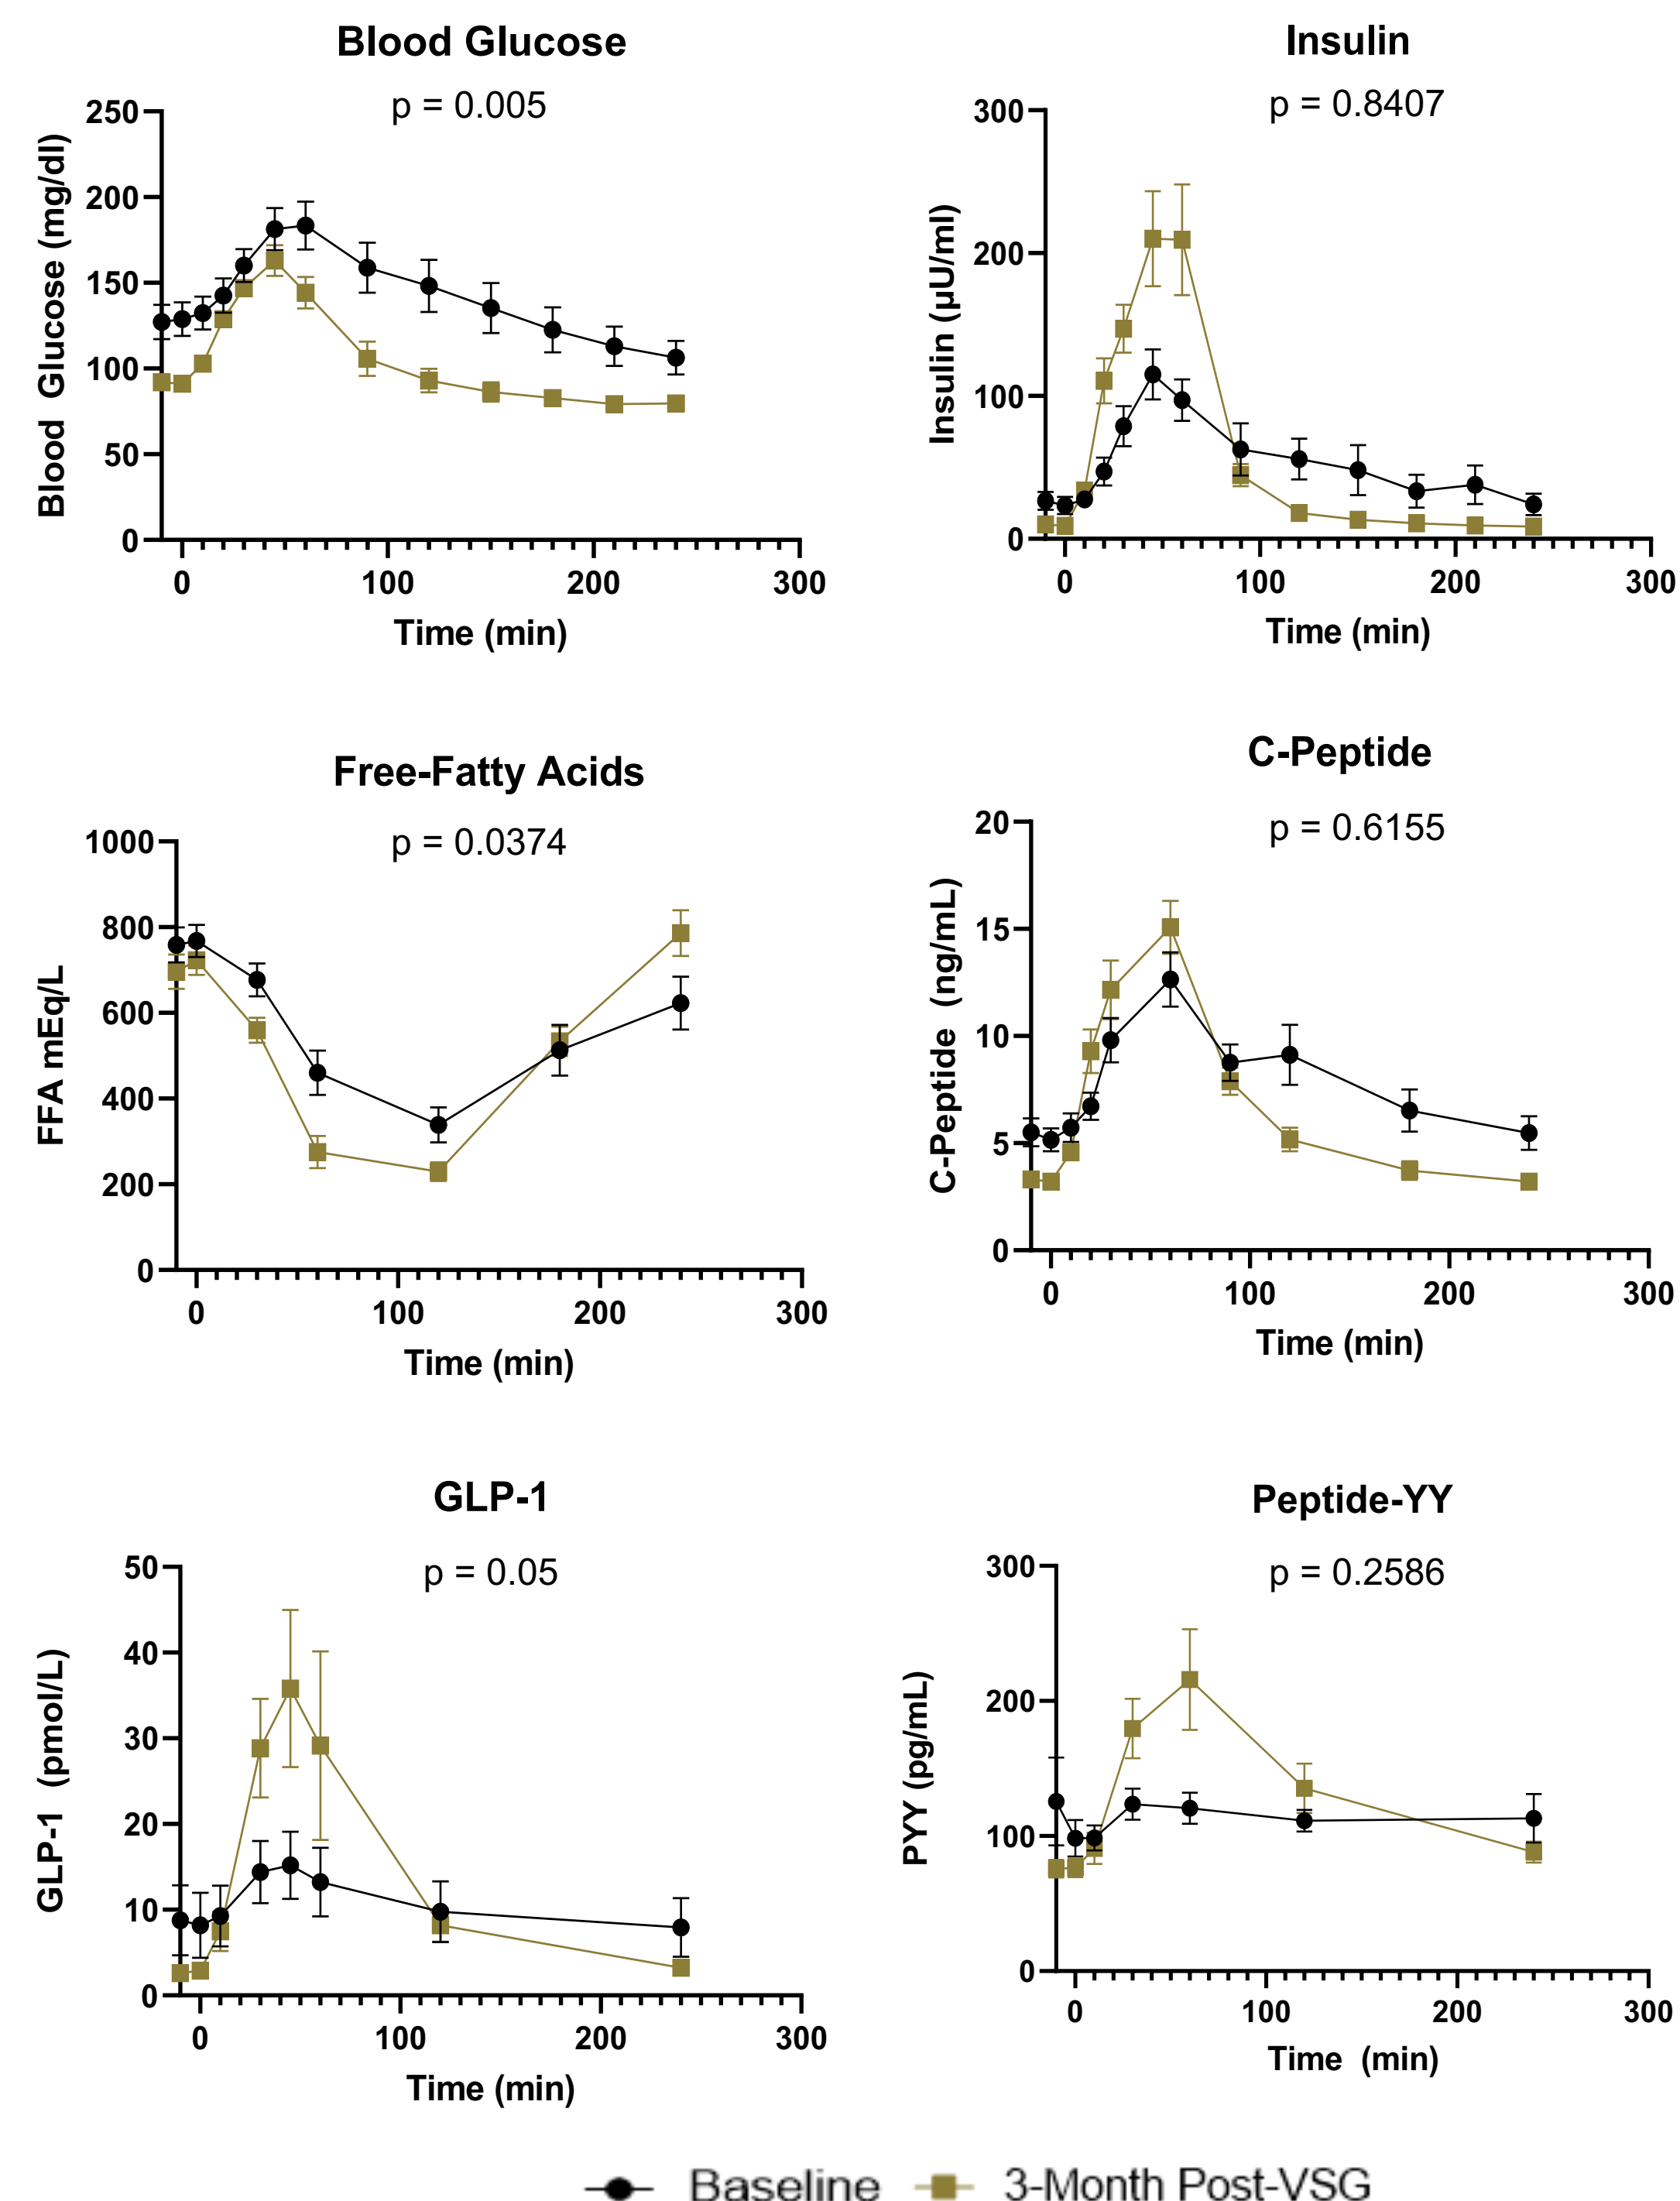 Blood Glucose
p = 0.005
250
200
150
100
50
0
Blood Glucose (mg/dl)
0 100 200 300
Time (min)
Insulin
p = 0.8407
300
200
100
0
Insulin (µU/ml)
0 100 200 300
Time (min)
Free-Fatty Acids
p = 0.0374
1000
800
600
400
200
0
FFA mEq/L
0 100 200 300
Time (min)
C-Peptide
p = 0.6155
20
15
10
5
0
C-Peptide (ng/mL)
0 100 200 300
Time (min)
GLP-1
p = 0.05
50
40
30
20
10
0
GLP-1 (pmol/L)
0 100 200 300
Time (min)
Peptide-YY
p = 0.2586
300
200
100
0
PYY (pg/mL)
0 100 200 300
Time (min)
Baseline 3-Month Post-VSG